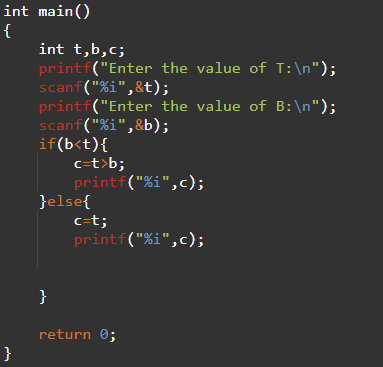 int main()
{
    int t,b,c;
    printf("Enter the value of T:\n");
    scanf("%i",&t);
    printf("Enter the value of B:\n");
    scanf("%i",&b);
    if(b<t){
        c=t>b;
        printf("%i",c);
    }else{
        c=t;
        printf("%i",c);
    }
    return 0;
}